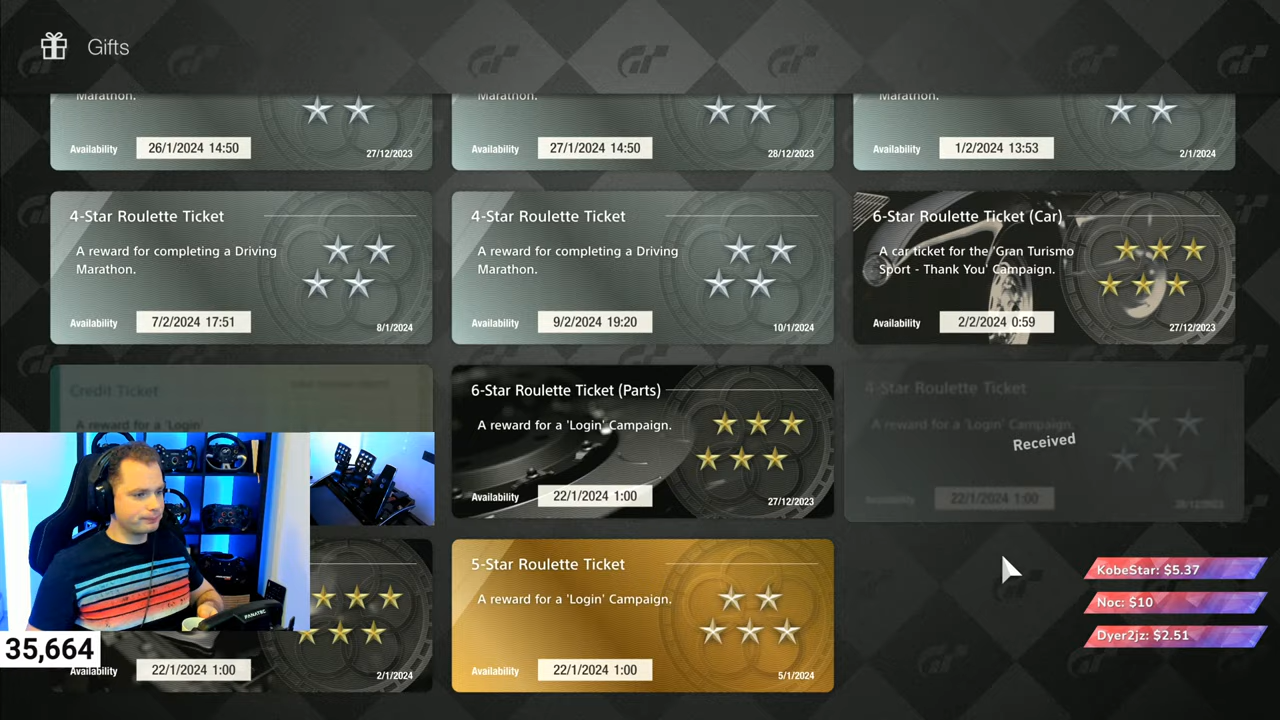 Gifts
Marathon.
Availability
26/1/2024 14:50
27/12/2023
Marathon.
Availability
27/1/2024 14:50
28/12/2023
Marathon.
Availability
1/2/2024 13:53
2/1/2024
4-Star Roulette Ticket
A reward for completing a Driving
Marathon.
Availability
7/2/2024 17:51
8/1/2024
4-Star Roulette Ticket
A reward for completing a Driving
Marathon.
Availability
9/2/2024 19:20
10/1/2024
6-Star Roulette Ticket (Car)
A car ticket for the 'Gran Turismo
Sport - Thank You' Campaign.
Availability
2/2/2024 0:59
27/12/2023
Credit Ticket
A reward for a 'Login'
6-Star Roulette Ticket (Parts)
A reward for a 'Login' Campaign.
Availability
22/1/2024 1:00
27/12/2023
4-Star Roulette Ticket
A reward for a 'Login' Campaign.
Received
Availability
22/1/2024 1:00
Availability
22/1/2024 1:00
2/1/2024
5-Star Roulette Ticket
A reward for a 'Login' Campaign.
Availability
22/1/2024 1:00
5/1/2024
FANATEC
35,664
KobeStar: $5.37
Noc: $10
Dyer2jz: $2.51